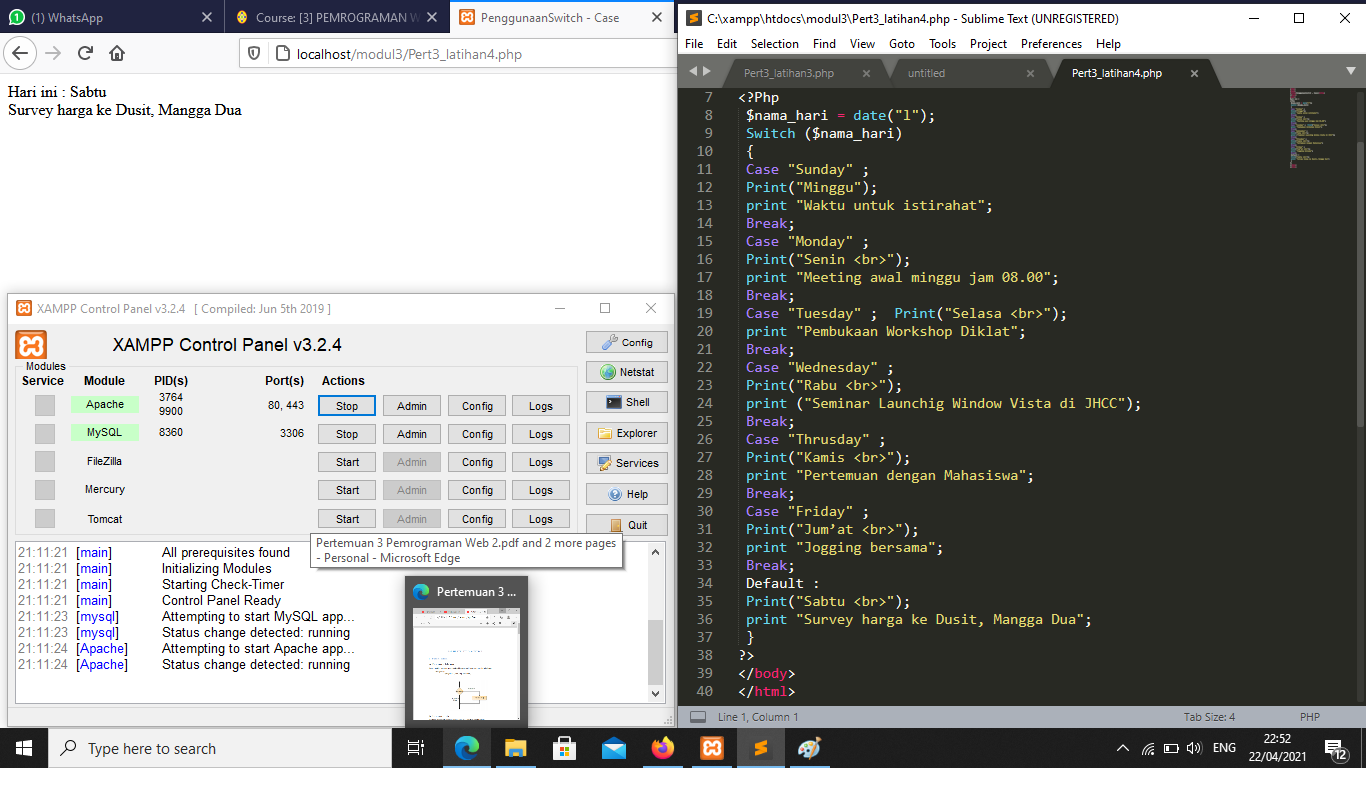 (1) WhatsApp
Course: [3] PEMROGRAMAN W
PenggunaanSwitch - Case
localhost/modul3/Pert3_latihan4.php
Hari ini : Sabtu
Survey harga ke Dusit, Mangga Dua
XAMPP Control Panel v3.2.4 [ Compiled: Jun 5th 2019 ]
XAMPP Control Panel v3.2.4
Modules
Service Module PID(s) Port(s) Actions
Apache 3764 9900 80, 443 Stop Admin Config Logs
MySQL 8360 3306 Stop Admin Config Logs
FileZilla Start Admin Config Logs
Mercury Start Admin Config Logs
Tomcat Start Admin Config Logs
Config
Netstat
Shell
Explorer
Services
Help
Quit
21:11:21 [main] All prerequisites found
21:11:21 [main] Initializing Modules
21:11:21 [main] Starting Check-Timer
21:11:21 [main] Control Panel Ready
21:11:23 [mysql] Attempting to start MySQL app...
21:11:23 [mysql] Status change detected: running
21:11:24 [Apache] Attempting to start Apache app...
21:11:24 [Apache] Status change detected: running
Pertemuan 3 Pemrograman Web 2.pdf and 2 more pages
- Personal - Microsoft Edge
Pertemuan 3 ...
C:\xampp\htdocs\modul3\Pert3_latihan4.php - Sublime Text (UNREGISTERED)
File Edit Selection Find View Goto Tools Project Preferences Help
Pert3_latihan3.php
untitled
Pert3_latihan4.php
7 <?Php
8 $nama_hari = date("l");
9 Switch ($nama_hari)
10 {
11 Case "Sunday" ;
12 Print("Minggu");
13 print "Waktu untuk istirahat";
14 Break;
15 Case "Monday" ;
16 Print("Senin <br>");
17 print "Meeting awal minggu jam 08.00";
18 Break;
19 Case "Tuesday" ;  Print("Selasa <br>");
20 print "Pembukaan Workshop Diklat";
21 Break;
22 Case "Wednesday" ;
23 Print("Rabu <br>");
24 print ("Seminar Launchig Window Vista di JHCC");
25 Break;
26 Case "Thrusday" ;
27 Print("Kamis <br>");
28 print "Pertemuan dengan Mahasiswa";
29 Break;
30 Case "Friday" ;
31 Print("Jum’at <br>");
32 print "Jogging bersama";
33 Break;
34 Default :
35 Print("Sabtu <br>");
36 print "Survey harga ke Dusit, Mangga Dua";
37 }
38 ?>
39 </body>
40 </html>
Line 1, Column 1
Tab Size: 4
PHP
Type here to search
ENG
22:52
22/04/2021
12